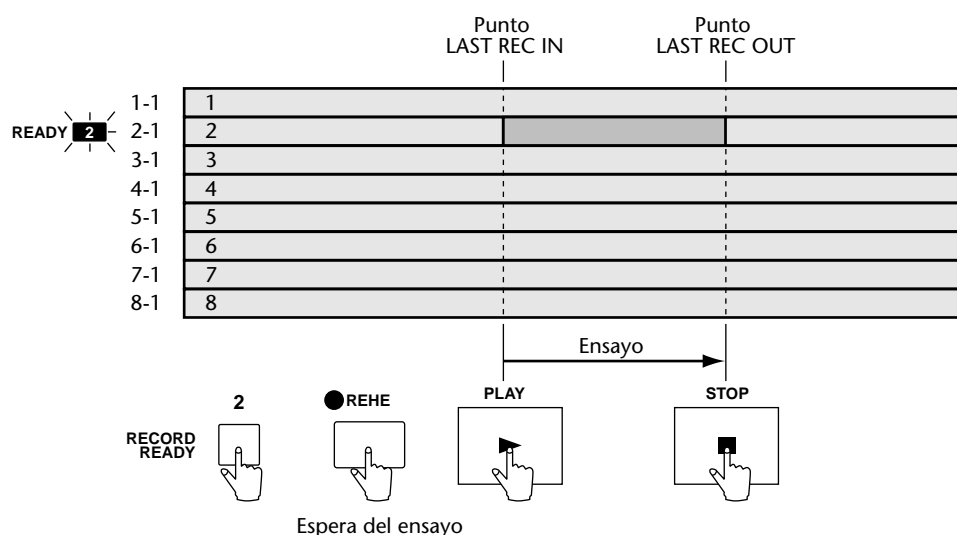 Punto
LAST REC IN
Punto
LAST REC OUT
1-1 1
READY 2 2-1 2
3-1 3
4-1 4
5-1 5
6-1 6
7-1 7
8-1 8
Ensayo
2
REHE
PLAY
STOP
RECORD
READY
Espera del ensayo